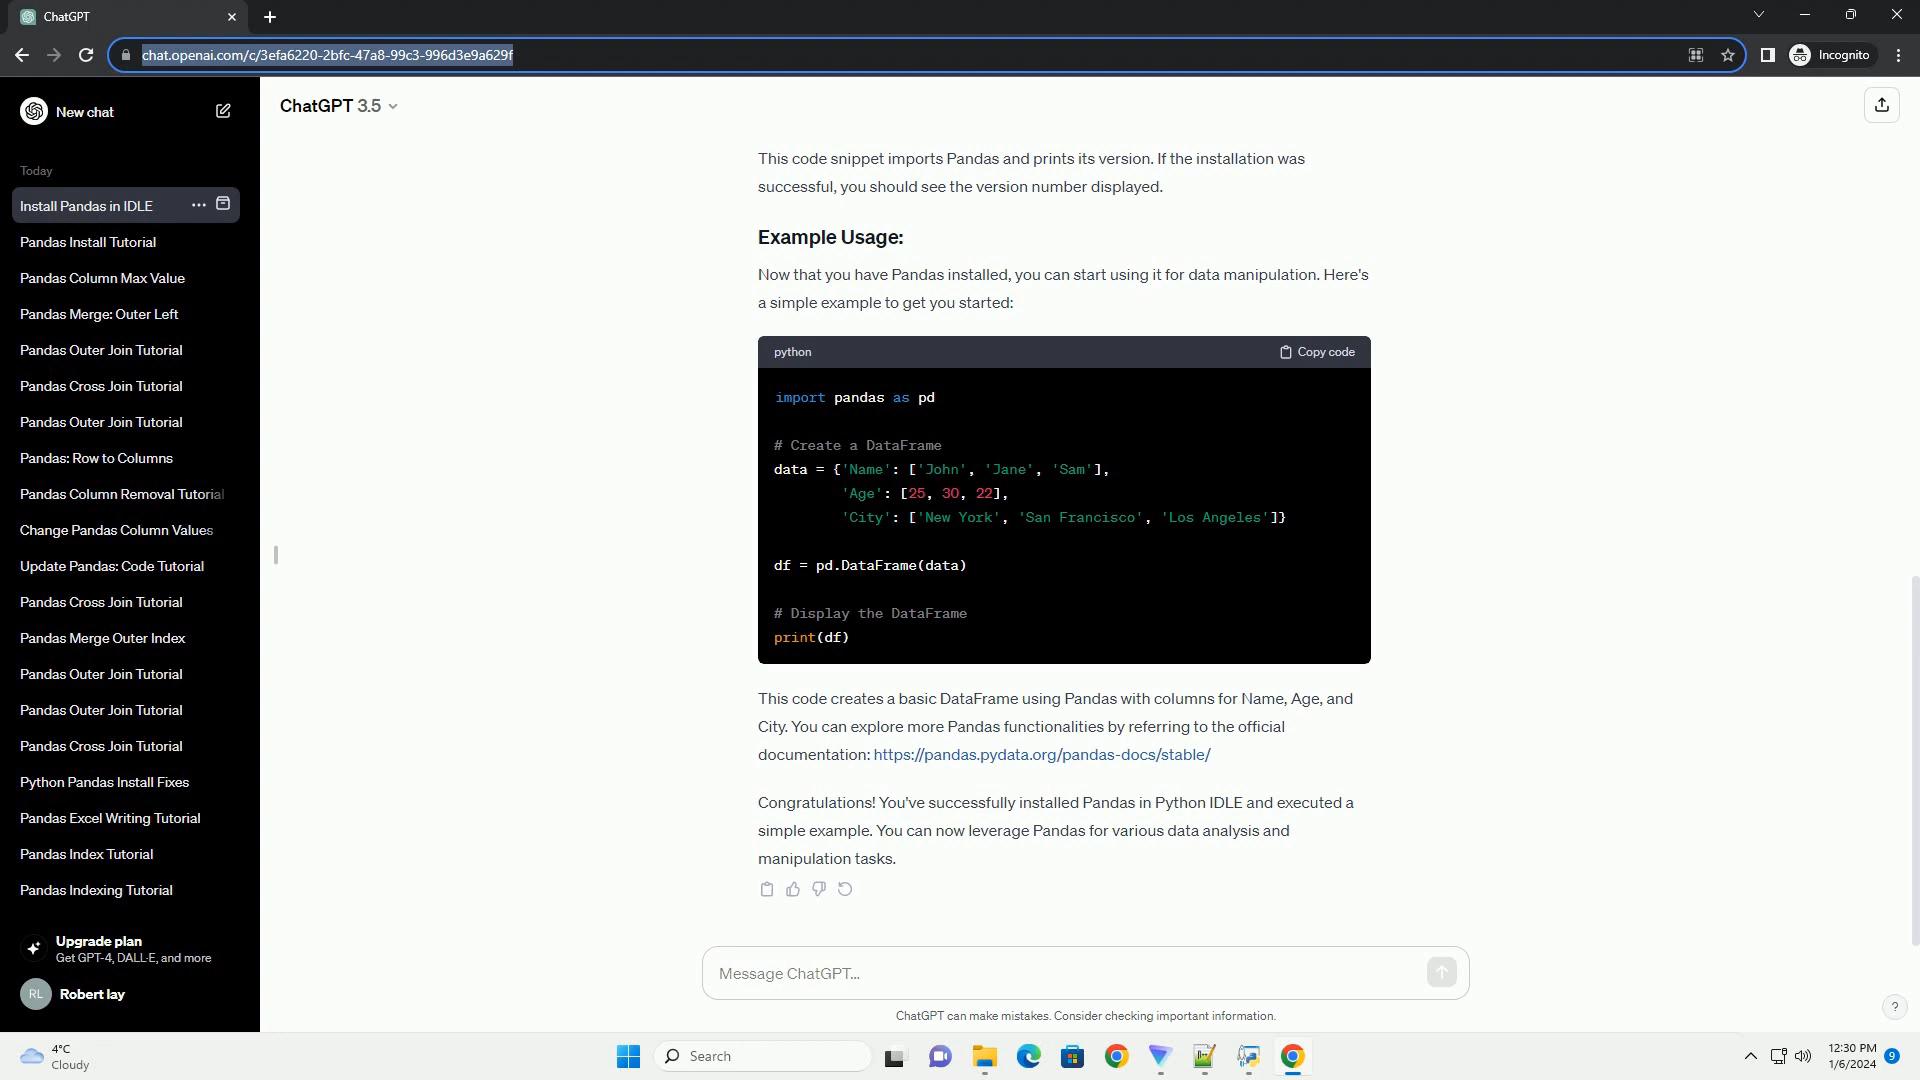 ChatGPT
chat.openai.com/c/3efa6220-2bfc-47a8-99c3-996d3e9a629f
Incognito
New chat
Today
Install Pandas in IDLE
Pandas Install Tutorial
Pandas Column Max Value
Pandas Merge: Outer Left
Pandas Outer Join Tutorial
Pandas Cross Join Tutorial
Pandas Outer Join Tutorial
Pandas: Row to Columns
Pandas Column Removal Tutorial
Change Pandas Column Values
Update Pandas: Code Tutorial
Pandas Cross Join Tutorial
Pandas Merge Outer Index
Pandas Outer Join Tutorial
Pandas Outer Join Tutorial
Pandas Cross Join Tutorial
Python Pandas Install Fixes
Pandas Excel Writing Tutorial
Pandas Index Tutorial
Pandas Indexing Tutorial
Upgrade plan
Get GPT-4, DALL·E, and more
RL
Robert lay
ChatGPT 3.5
This code snippet imports Pandas and prints its version. If the installation was
successful, you should see the version number displayed.
Example Usage:
Now that you have Pandas installed, you can start using it for data manipulation. Here's
a simple example to get you started:
python
Copy code
import pandas as pd
# Create a DataFrame
data = {'Name': ['John', 'Jane', 'Sam'],
'Age': [25, 30, 22],
'City': ['New York', 'San Francisco', 'Los Angeles']}
df = pd.DataFrame(data)
# Display the DataFrame
print(df)
This code creates a basic DataFrame using Pandas with columns for Name, Age, and
City. You can explore more Pandas functionalities by referring to the official
documentation: https://pandas.pydata.org/pandas-docs/stable/
Congratulations! You've successfully installed Pandas in Python IDLE and executed a
simple example. You can now leverage Pandas for various data analysis and
manipulation tasks.
Message ChatGPT...
ChatGPT can make mistakes. Consider checking important information.
?
4°C
Cloudy
Search
12:30 PM
1/6/2024
9